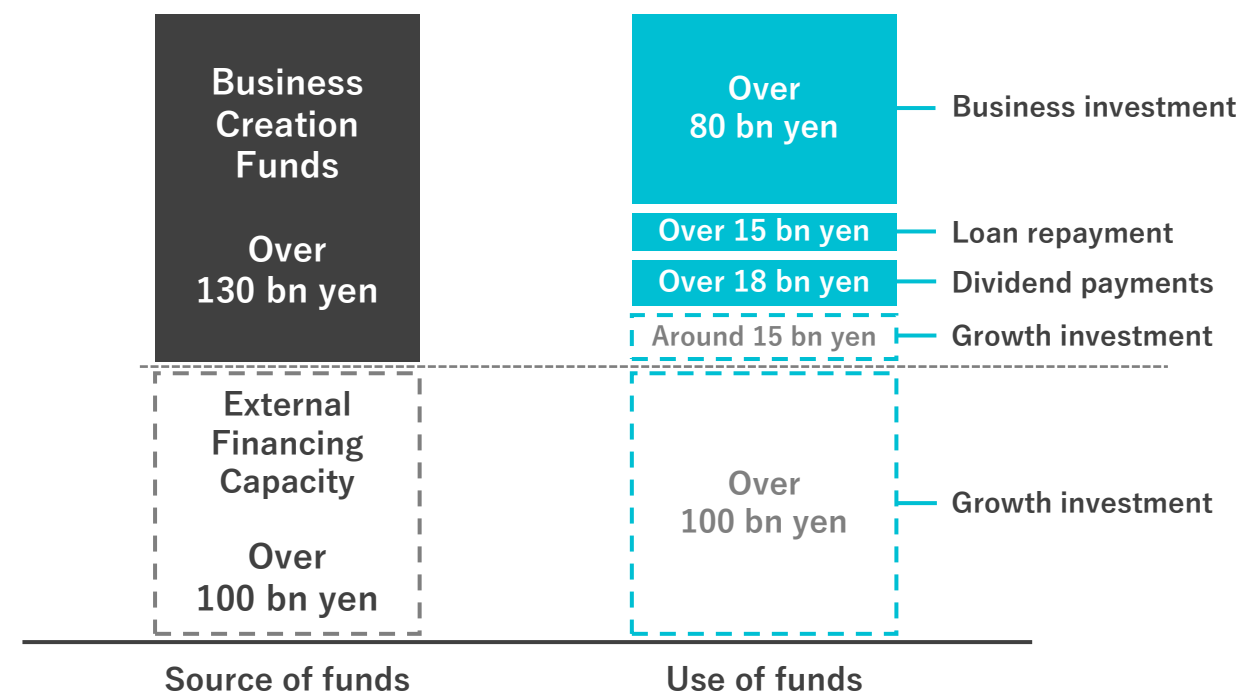 Business
Creation
Funds
Over
130 bn yen
External
Financing
Capacity
Over
100 bn yen
Source of funds
Over
80 bn yen
Business investment
Over 15 bn yen
Loan repayment
Over 18 bn yen
Dividend payments
Around 15 bn yen
Growth investment
Over
100 bn yen
Growth investment
Use of funds